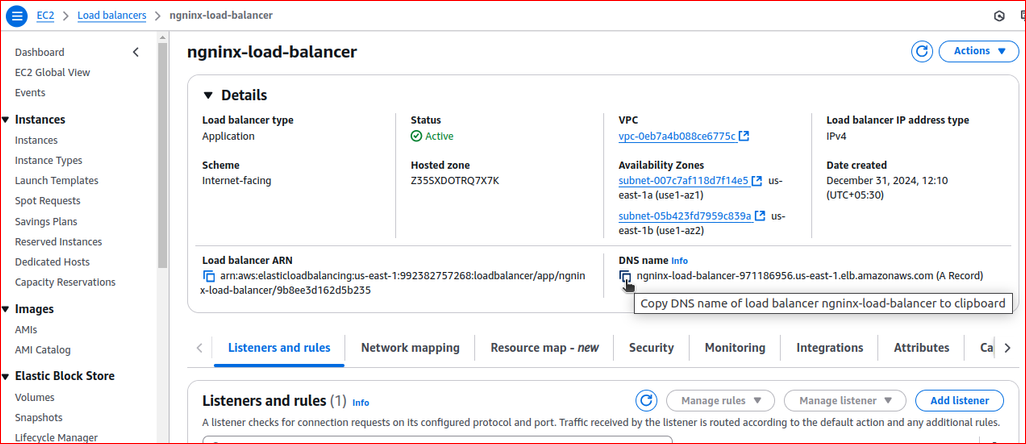 EC2 > Load balancers > ngninx-load-balancer
Dashboard
EC2 Global View
Events
Instances
Instances
Instance Types
Launch Templates
Spot Requests
Savings Plans
Reserved Instances
Dedicated Hosts
Capacity Reservations
Images
AMIs
AMI Catalog
Elastic Block Store
Volumes
Snapshots
Lifecycle Manager
ngninx-load-balancer
Actions
Details
Load balancer type
Application
Status
Active
VPC
vpc-0eb7a4b088ce6775c
Load balancer IP address type
IPv4
Scheme
Internet-facing
Hosted zone
Z35SXDOTRQ7X7K
Availability Zones
subnet-007c7af118d7f14e5 us-
east-1a (use1-az1)
subnet-05b423fd7959c839a us-
east-1b (use1-az2)
Date created
December 31, 2024, 12:10
(UTC+05:30)
Load balancer ARN
arn:aws:elasticloadbalancing:us-east-1:992382757268:loadbalancer/app/ngnin
x-load-balancer/9b8ee3d162d5b235
DNS name Info
ngninx-load-balancer-971186956.us-east-1.elb.amazonaws.com (A Record)
Copy DNS name of load balancer ngninx-load-balancer to clipboard
Listeners and rules
Network mapping
Resource map - new
Security
Monitoring
Integrations
Attributes
Ca
Listeners and rules (1) Info
Manage rules
Manage listener
Add listener
A listener checks for connection requests on its configured protocol and port. Traffic received by the listener is routed according to the default action and any additional rules.